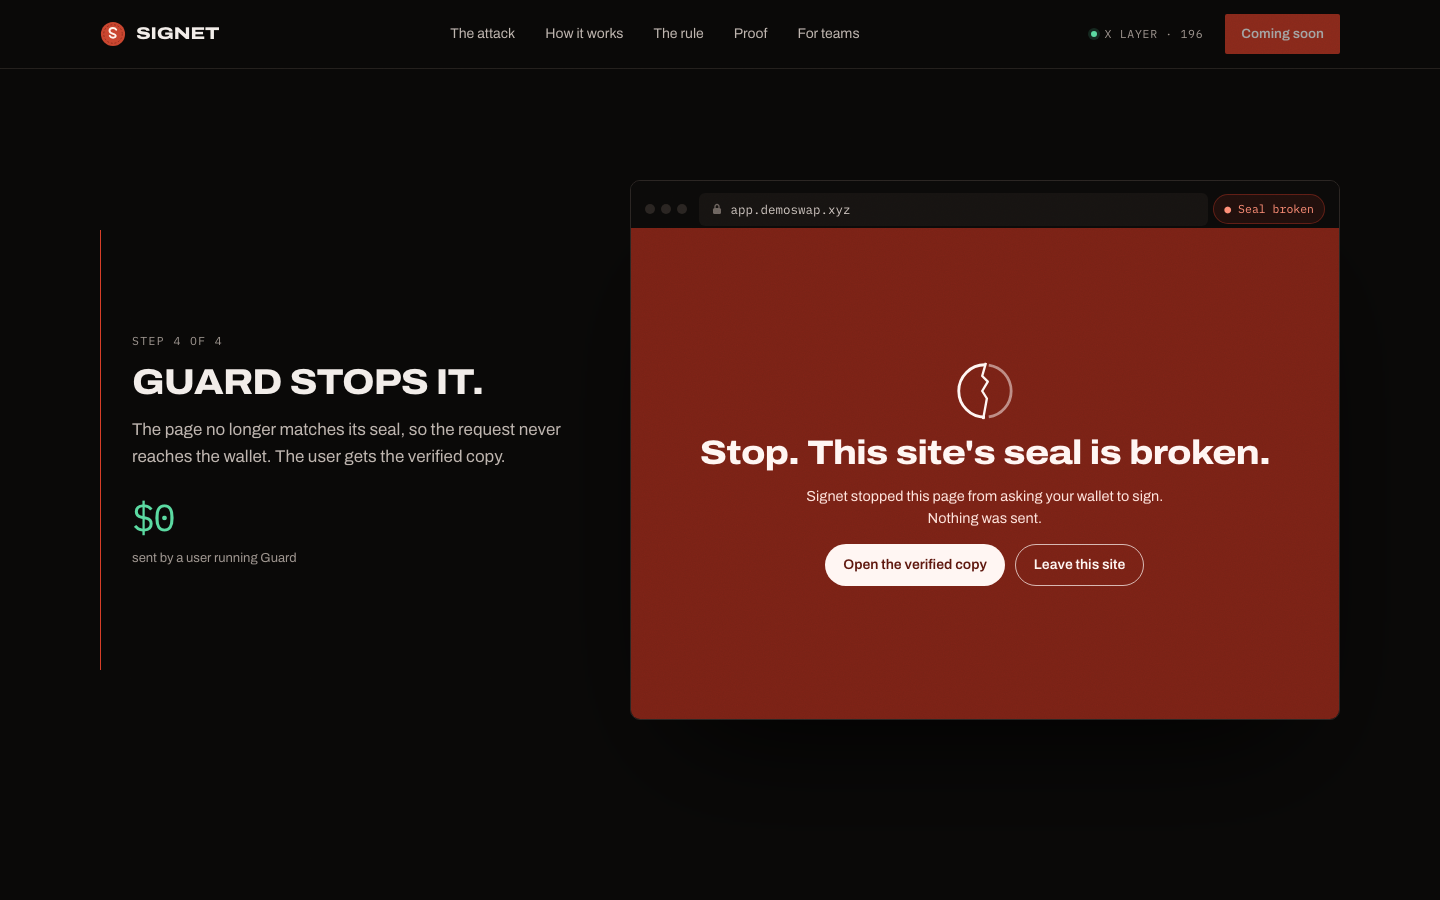 SIGNET
The attack
How it works
The rule
Proof
For teams
X LAYER · 196
Coming soon
STEP 4 OF 4
GUARD STOPS IT.
The page no longer matches its seal, so the request never
reaches the wallet. The user gets the verified copy.
$0
sent by a user running Guard
app.demoswap.xyz
Seal broken
Stop. This site's seal is broken.
Signet stopped this page from asking your wallet to sign.
Nothing was sent.
Open the verified copy
Leave this site